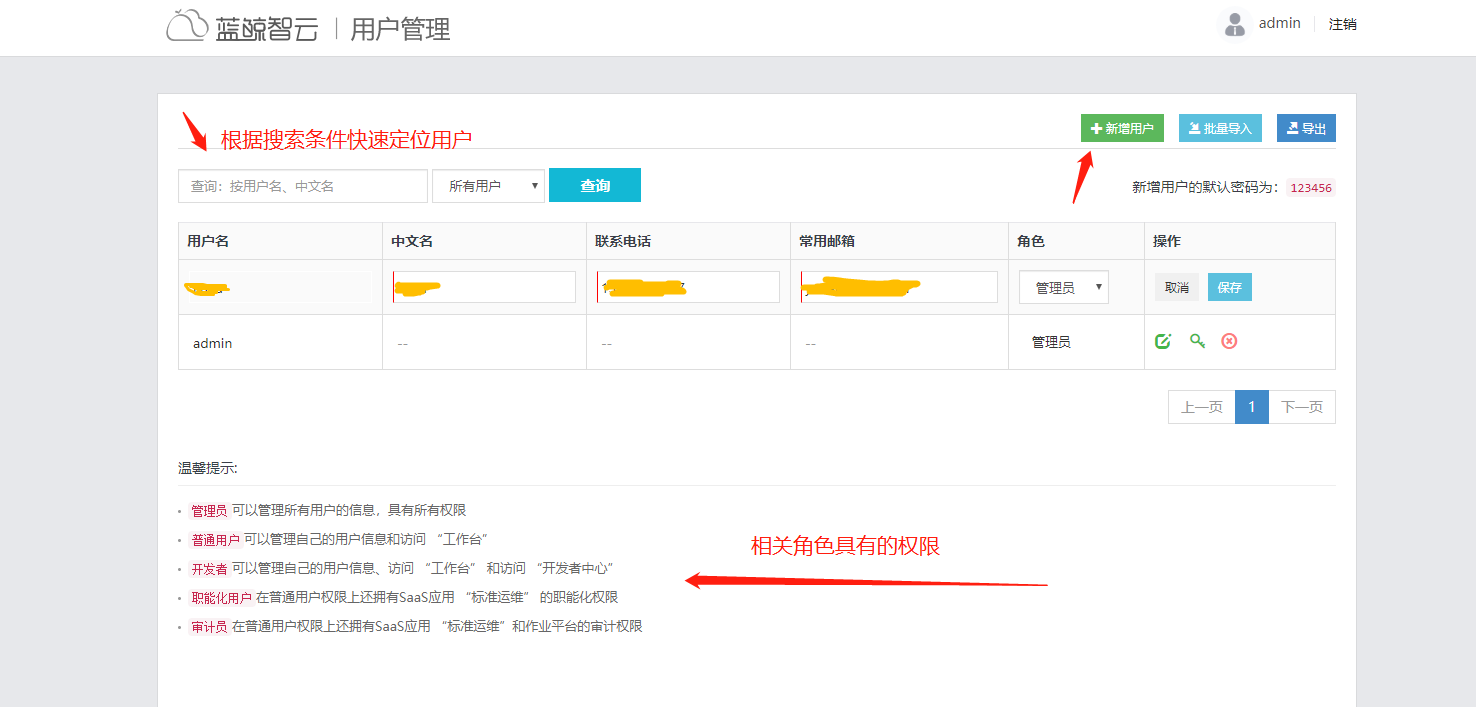 蓝鲸智云 | 用户管理
admin
注销
根据搜索条件快速定位用户
新增用户
批量导入
导出
查询：按用户名、中文名
所有用户
查询
新增用户的默认密码为： 123456
用户名 中文名 联系电话 常用邮箱 角色 操作
管理员 取消 保存
admin -- -- -- 管理员
上一页 1 下一页
温馨提示:
管理员 可以管理所有用户的信息，具有所有权限
普通用户 可以管理自己的用户信息和访问 “工作台”
相关角色具有的权限
开发者 可以管理自己的用户信息、访问 “工作台” 和访问 “开发者中心”
职能化用户 在普通用户权限上还拥有SaaS应用 “标准运维” 的职能化权限
审计员 在普通用户权限上还拥有SaaS应用 “标准运维”和作业平台的审计权限